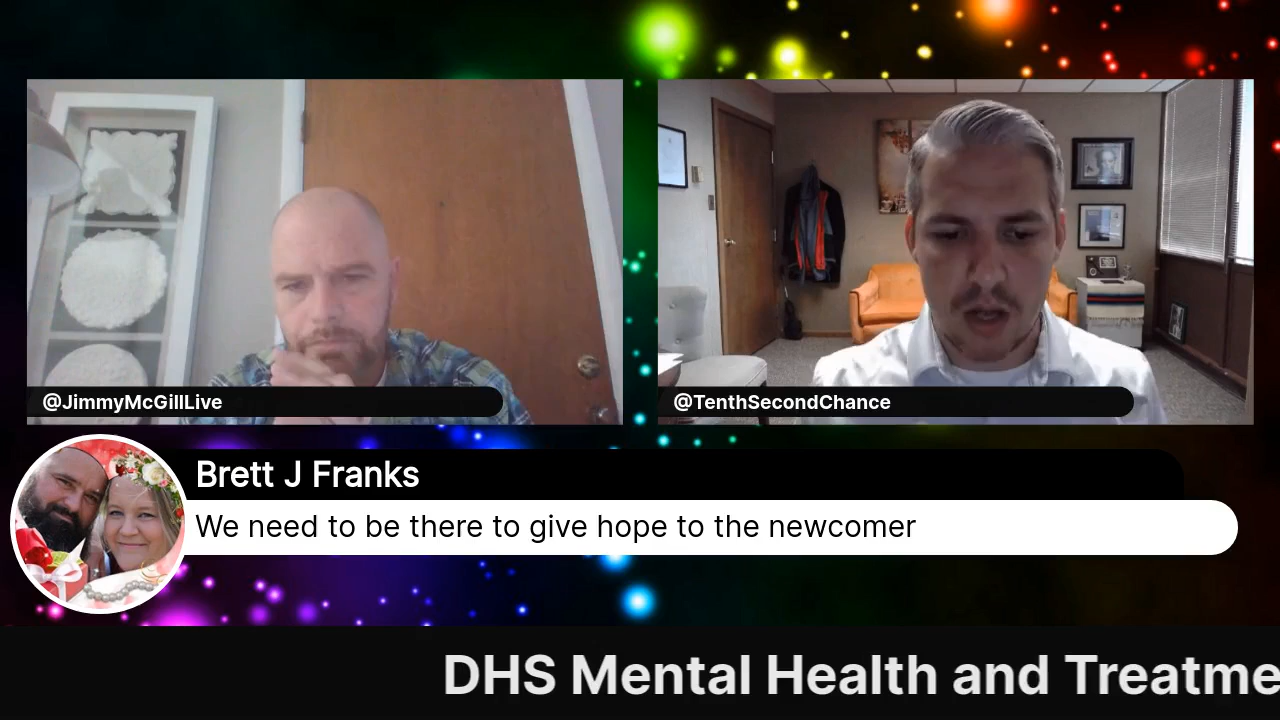 @JimmyMcGillLive
@TenthSecondChance
Brett J Franks
We need to be there to give hope to the newcomer
DHS Mental Health and Treatme